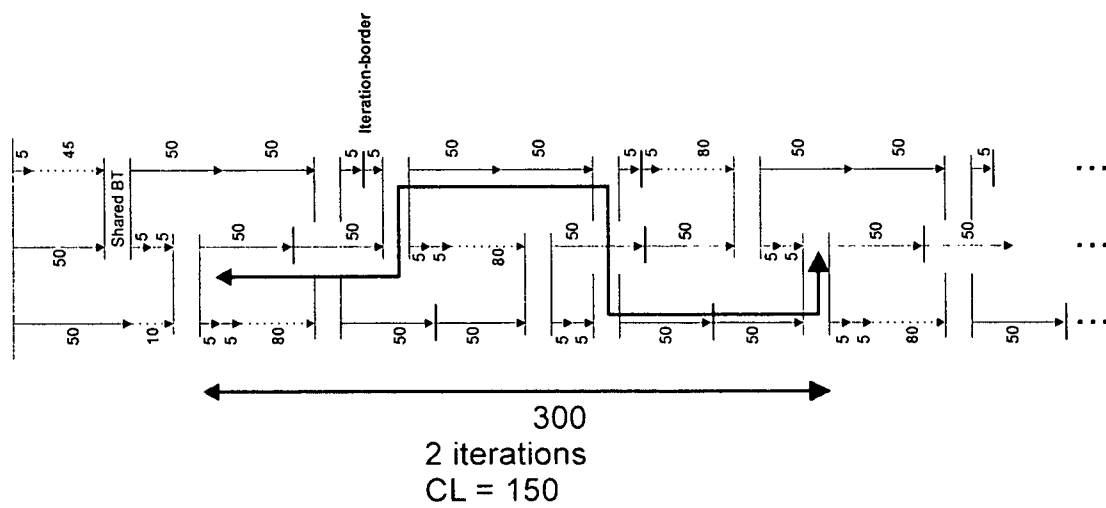 5 45 50 50 5 5 50 50 5 5 80 50 50 5
Shared BT
Iteration-border
50 5 5 50 50 5 5 80 50 50 5 5 50 50
50 10 5 5 80 50 50 5 5 50 50 5 5 80 50
300
2 iterations
CL = 150